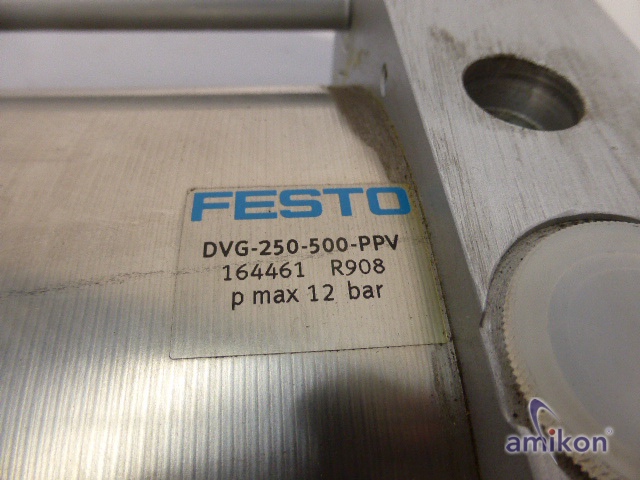 FESTO
DVG-250-500-PPV
164461 R908
p max 12 bar
amikon®